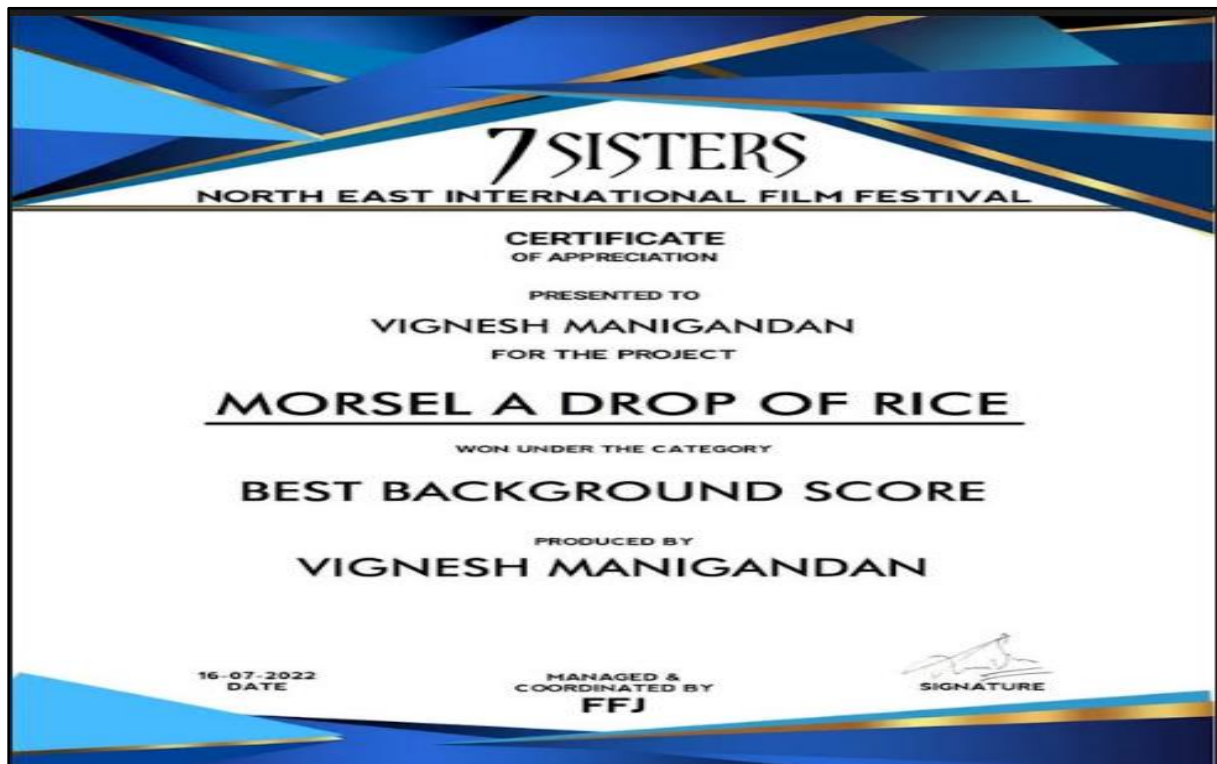 7 SISTERS
NORTH EAST INTERNATIONAL FILM FESTIVAL
CERTIFICATE
OF APPRECIATION
PRESENTED TO
VIGNESH MANIGANDAN
FOR THE PROJECT
MORSEL A DROP OF RICE
WON UNDER THE CATEGORY
BEST BACKGROUND SCORE
PRODUCED BY
VIGNESH MANIGANDAN
16-07-2022
DATE
MANAGED &
COORDINATED BY
FFJ
SIGNATURE